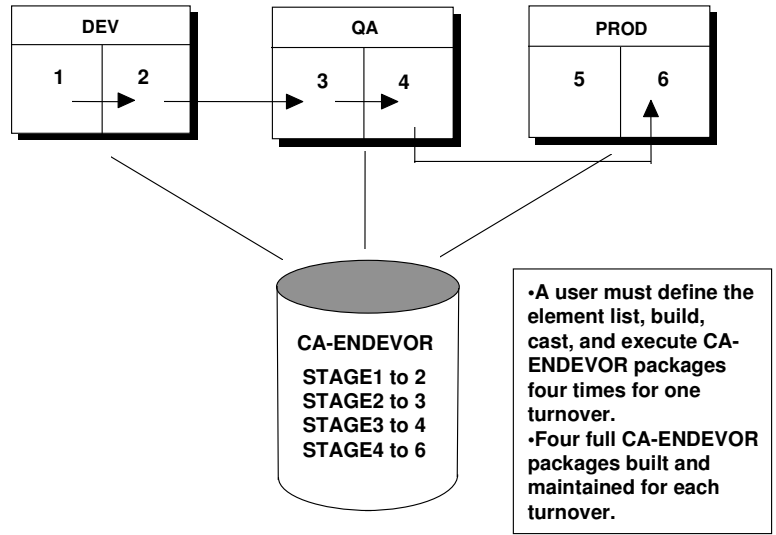 DEV
1
2
QA
3
4
PROD
5
6
CA-ENDEVOR
STAGE1 to 2
STAGE2 to 3
STAGE3 to 4
STAGE4 to 6
•A user must define the
element list, build,
cast, and execute CA-
ENDEVOR packages
four times for one
turnover.
•Four full CA-ENDEVOR
packages built and
maintained for each
turnover.